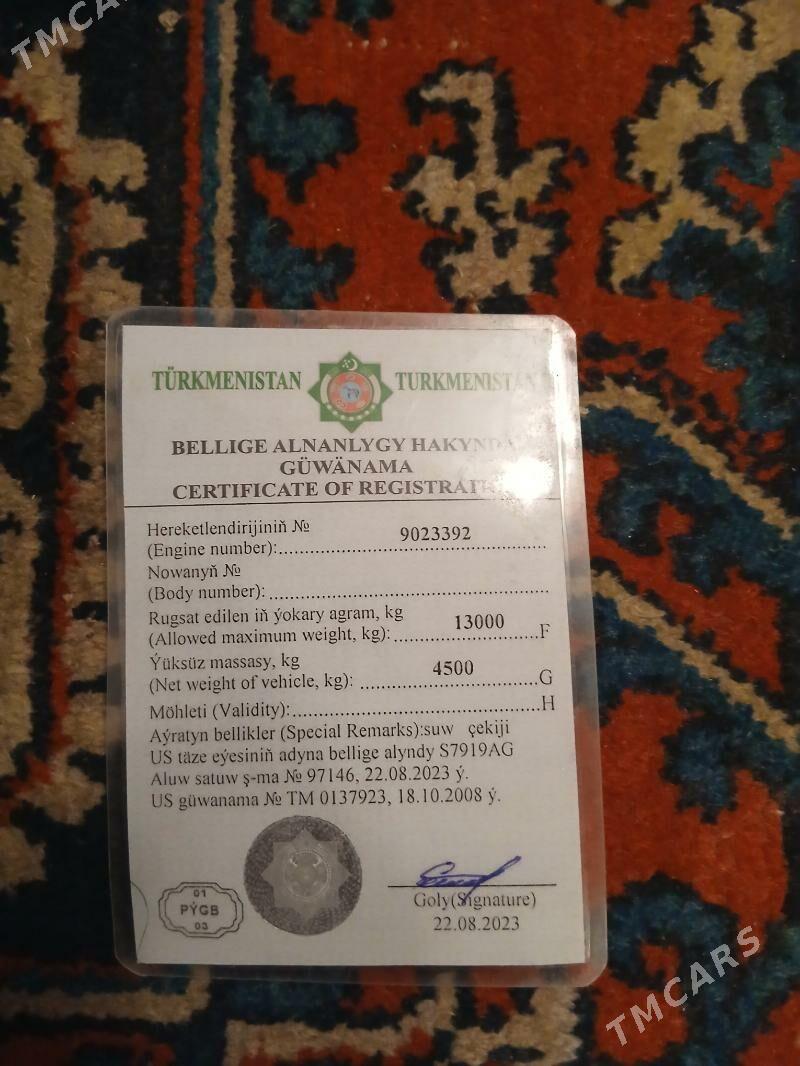 TMCARS
TÜRKMENISTAN TURKMENISTAN
BELLIGE ALNANLYGY HAKYNDA
GÜWÄNAMA
CERTIFICATE OF REGISTRATI
Hereketlendirijiniň №
(Engine number):..................9023392
Nowanyň №
(Body number):..................
Rugsat edilen iň ýokary agram, kg
(Allowed maximum weight, kg):..........13000..........F
Ýüksüz massasy, kg
(Net weight of vehicle, kg): ..........4500..........G
Möhleti (Validity):..................H
Aýratyn bellikler (Special Remarks):suw çekiji
US täze eýesiniň adyna bellige alyndy S7919AG
Aluw satuw ş-ma № 97146, 22.08.2023 ý.
US güwanama № TM 0137923, 18.10.2008 ý.
01
PÝGB
03
Goly(Signature)
22.08.2023
TMCARS